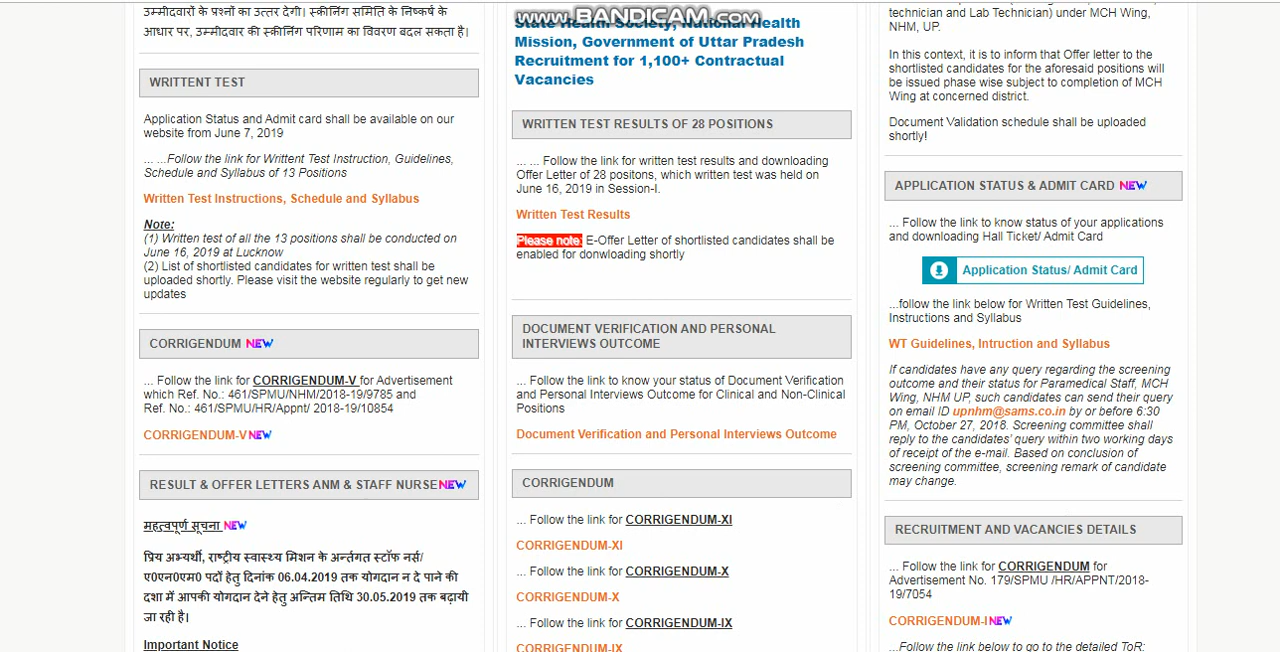 www.BANDICAM.com
उम्मीदवारों के प्रश्नों का उत्तर देगी। स्क्रीनिंग समिति के निष्कर्ष के
आधार पर, उम्मीदवार की स्क्रीनिंग परिणाम का विवरण बदल सकता है।
WRITTENT TEST
Application Status and Admit card shall be available on our
website from June 7, 2019
... ...Follow the link for Writtent Test Instruction, Guidelines,
Schedule and Syllabus of 13 Positions
Written Test Instructions, Schedule and Syllabus
Note:
(1) Written test of all the 13 positions shall be conducted on
June 16, 2019 at Lucknow
(2) List of shortlisted candidates for written test shall be
uploaded shortly. Please visit the website regularly to get new
updates
CORRIGENDUM NEW
... Follow the link for CORRIGENDUM-V for Advertisement
which Ref. No.: 461/SPMU/NHM/2018-19/9785 and
Ref. No.: 461/SPMU/HR/Appnt/ 2018-19/10854
CORRIGENDUM-V NEW
RESULT & OFFER LETTERS ANM & STAFF NURSE NEW
महत्वपूर्ण सूचना NEW
प्रिय अभ्यर्थी, राष्ट्रीय स्वास्थ्य मिशन के अर्न्तगत स्टॉफ नर्स/
ए०एन०एम० पदों हेतु दिनांक 06.04.2019 तक योगदान न दे पाने की
दशा में आपकी योगदान देने हेतु अन्तिम तिथि 30.05.2019 तक बढ़ायी
जा रही है।
Important Notice
State Health Society, National Health
Mission, Government of Uttar Pradesh
Recruitment for 1,100+ Contractual
Vacancies
WRITTEN TEST RESULTS OF 28 POSITIONS
... ... Follow the link for written test results and downloading
Offer Letter of 28 positons, which written test was held on
June 16, 2019 in Session-I.
Written Test Results
Please note: E-Offer Letter of shortlisted candidates shall be
enabled for donwloading shortly
DOCUMENT VERIFICATION AND PERSONAL
INTERVIEWS OUTCOME
... Follow the link to know your status of Document Verification
and Personal Interviews Outcome for Clinical and Non-Clinical
Positions
Document Verification and Personal Interviews Outcome
CORRIGENDUM
... Follow the link for CORRIGENDUM-XI
CORRIGENDUM-XI
... Follow the link for CORRIGENDUM-X
CORRIGENDUM-X
... Follow the link for CORRIGENDUM-IX
CORRIGENDUM-IX
technician and Lab Technician) under MCH Wing,
NHM, UP.
In this context, it is to inform that Offer letter to the
shortlisted candidates for the aforesaid positions will
be issued phase wise subject to completion of MCH
Wing at concerned district.
Document Validation schedule shall be uploaded
shortly!
APPLICATION STATUS & ADMIT CARD NEW
... Follow the link to know status of your applications
and downloading Hall Ticket/ Admit Card
Application Status/ Admit Card
...follow the link below for Written Test Guidelines,
Instructions and Syllabus
WT Guidelines, Intruction and Syllabus
If candidates have any query regarding the screening
outcome and their status for Paramedical Staff, MCH
Wing, NHM UP, such candidates can send their query
on email ID upnhm@sams.co.in by or before 6:30
PM, October 27, 2018. Screening committee shall
reply to the candidates' query within two working days
of receipt of the e-mail. Based on conclusion of
screening committee, screening remark of candidate
may change.
RECRUITMENT AND VACANCIES DETAILS
... Follow the link for CORRIGENDUM for
Advertisement No. 179/SPMU /HR/APPNT/2018-
19/7054
CORRIGENDUM-I NEW
...Follow the link below to go to the detailed ToR: